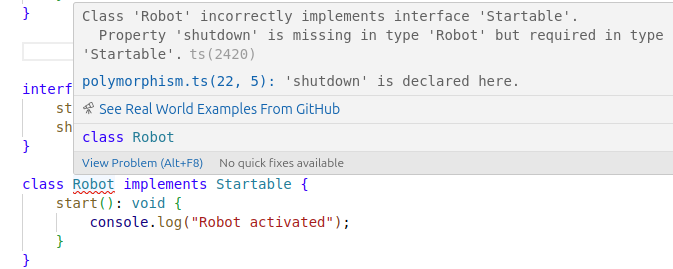 }
Class 'Robot' incorrectly implements interface 'Startable'.
Property 'shutdown' is missing in type 'Robot' but required in type
'Startable'. ts(2420)
polymorphism.ts(22, 5): 'shutdown' is declared here.
interf
See Real World Examples From GitHub
st
sh
class Robot
}
View Problem (Alt+F8) No quick fixes available
class Robot implements Startable {
start(): void {
console.log("Robot activated");
}
}